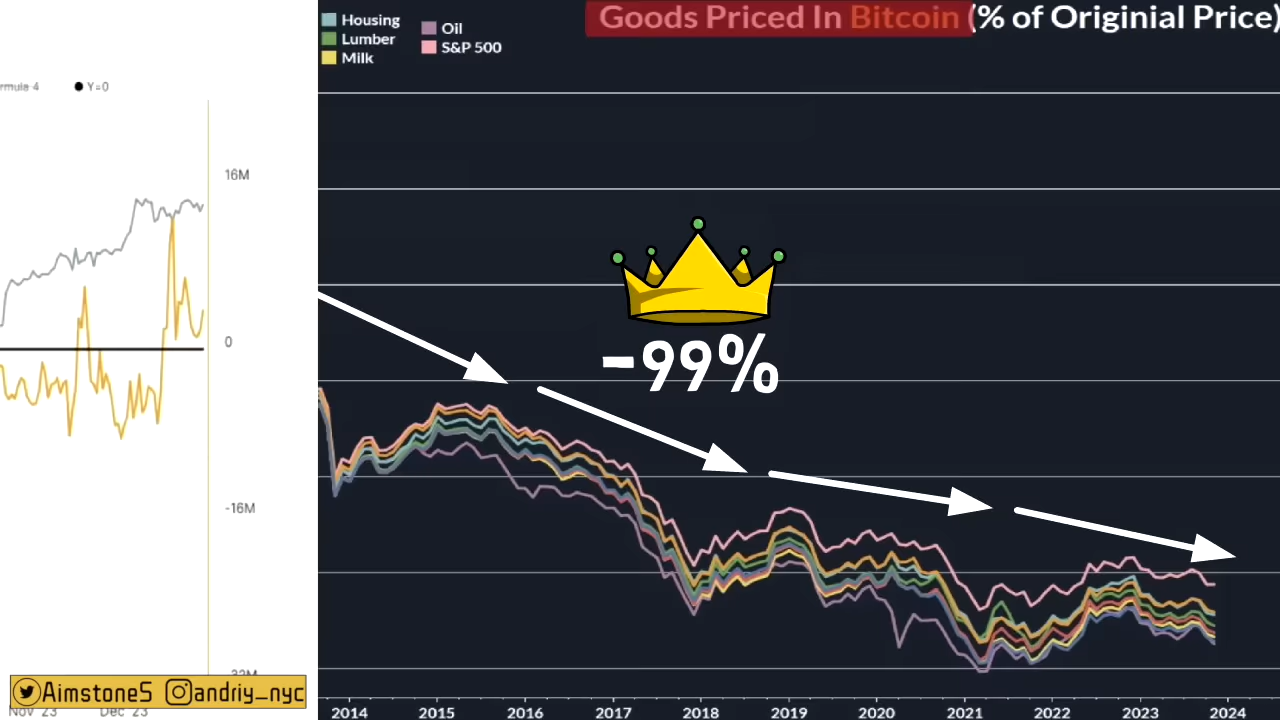 Goods Priced In Bitcoin (% of Originial Price)
Housing
Lumber
Milk
Oil
S&P 500
rmula 4
Y=0
16M
0
-16M
-99%
Aimstone5
andriy_nyc
Nov 23
Dec 23
2014
2015
2016
2017
2018
2019
2020
2021
2022
2023
2024